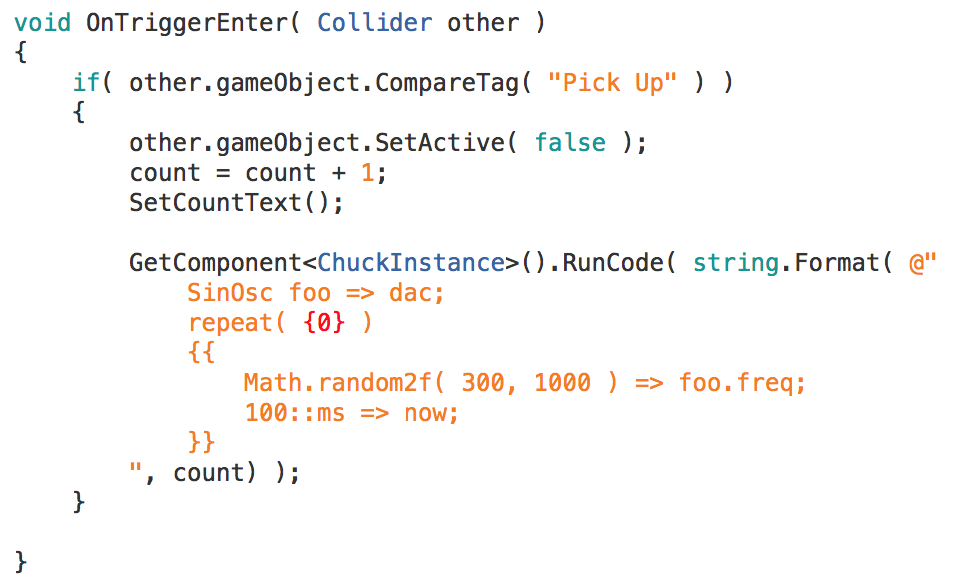 void OnTriggerEnter( Collider other )
{
    if( other.gameObject.CompareTag( "Pick Up" ) )
    {
        other.gameObject.SetActive( false );
        count = count + 1;
        SetCountText();

        GetComponent<ChuckInstance>().RunCode( string.Format( @"
            SinOsc foo => dac;
            repeat( {0} )
            {{
                Math.random2f( 300, 1000 ) => foo.freq;
                100::ms => now;
            }}
        ", count) );
    }

}